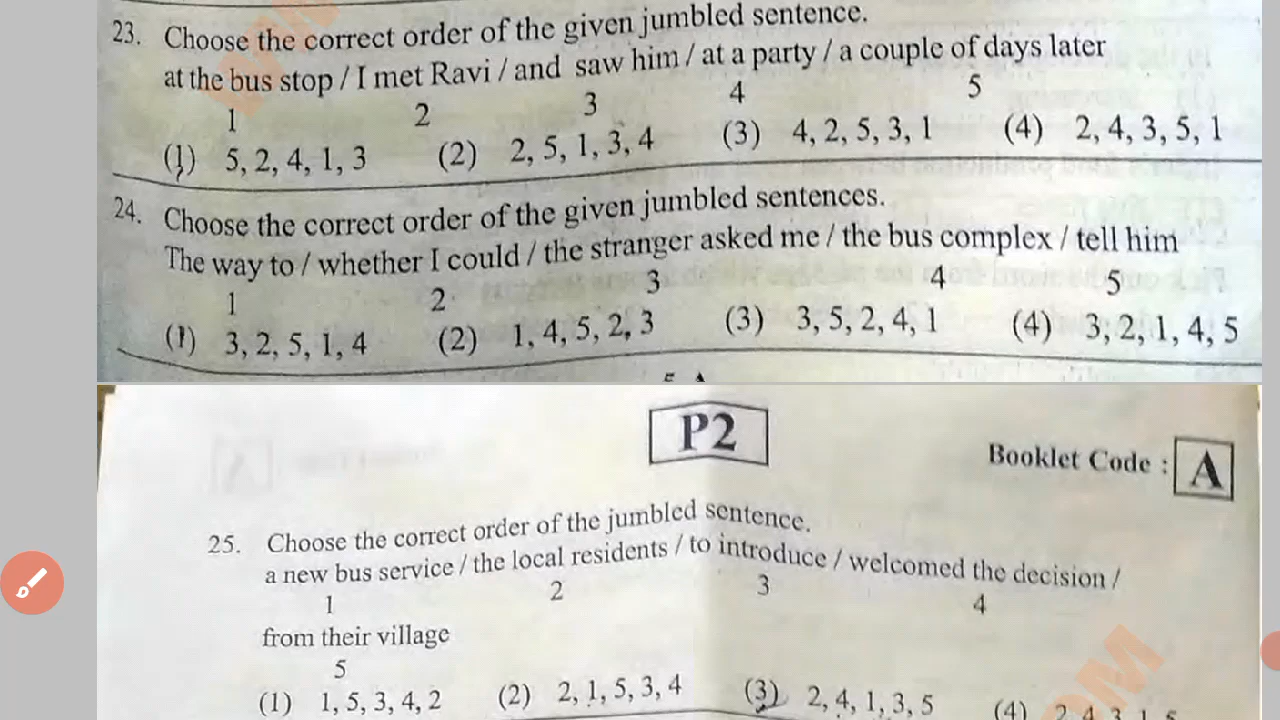 23. Choose the correct order of the given jumbled sentence.
at the bus stop / I met Ravi / and saw him / at a party / a couple of days later
1 2 3 4 5
(1) 5, 2, 4, 1, 3 (2) 2, 5, 1, 3, 4 (3) 4, 2, 5, 3, 1 (4) 2, 4, 3, 5, 1
24. Choose the correct order of the given jumbled sentences.
The way to / whether I could / the stranger asked me / the bus complex / tell him
1 2 3 4 5
(1) 3, 2, 5, 1, 4 (2) 1, 4, 5, 2, 3 (3) 3, 5, 2, 4, 1 (4) 3, 2, 1, 4, 5
P2
Booklet Code : A
25. Choose the correct order of the jumbled sentence.
a new bus service / the local residents / to introduce / welcomed the decision /
1 2 3 4
from their village
5
(1) 1, 5, 3, 4, 2 (2) 2, 1, 5, 3, 4 (3) 2, 4, 1, 3, 5 (4) 2, 4, 3, 1, 5